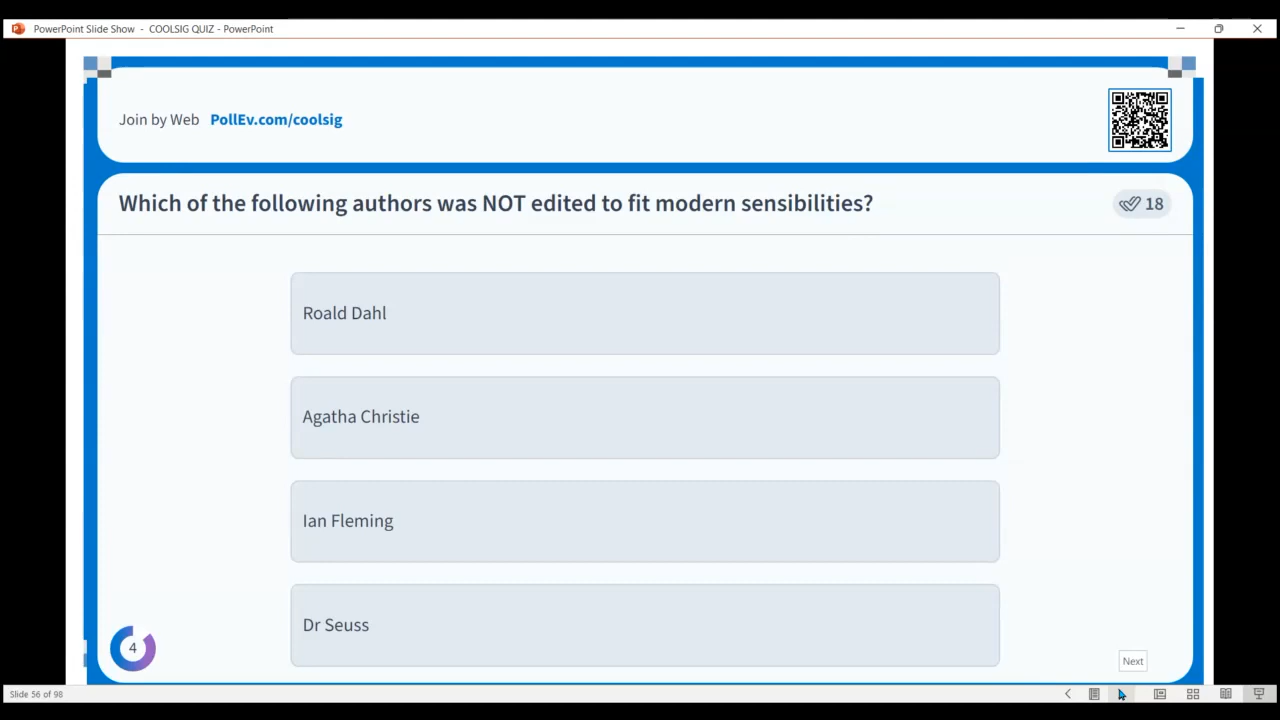 PowerPoint Slide Show - COOLSIG QUIZ - PowerPoint
Join by Web PollEv.com/coolsig
Which of the following authors was NOT edited to fit modern sensibilities?
18
Roald Dahl
Agatha Christie
Ian Fleming
Dr Seuss
4
Next
Slide 56 of 98